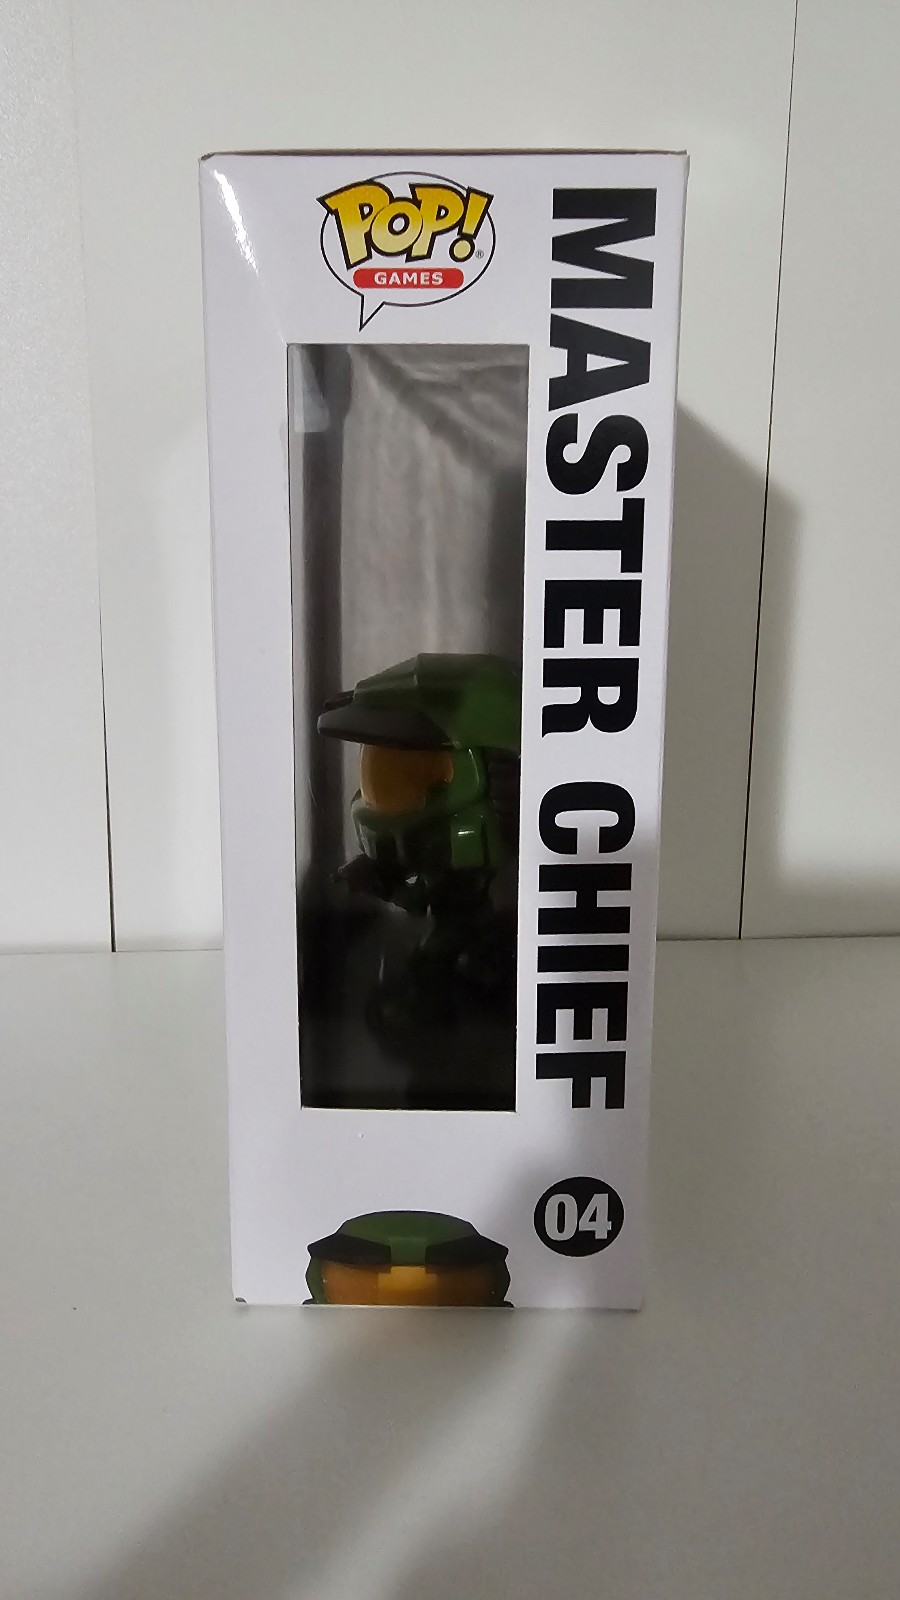 POP!®
GAMES
MASTER CHIEF
04